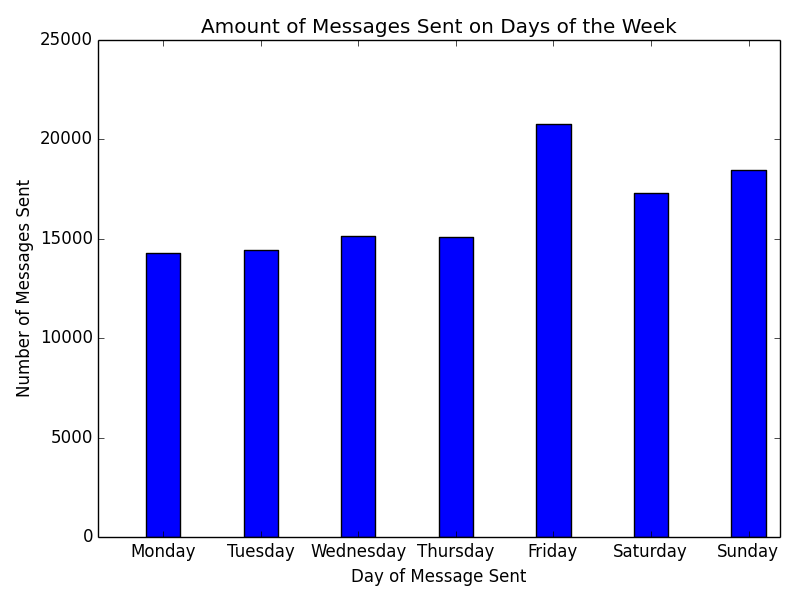 Amount of Messages Sent on Days of the Week
25000
20000
15000
10000
5000
0
Number of Messages Sent
Monday Tuesday Wednesday Thursday Friday Saturday Sunday
Day of Message Sent